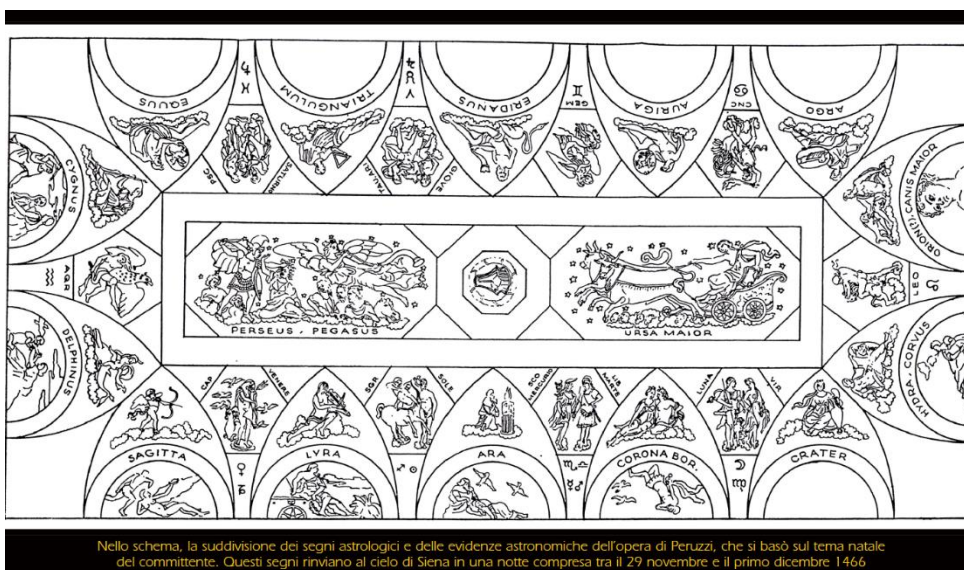 EQUUS
♓
TRIANGULUM
♃ ♉ ♈
ERIDANUS
♊
GEM
AURIGA
♋
CNC
ARGO
PSC
SATURNO
GIOVE
CYGNUS
CANIS MAIOR
AQR
♒
LEO
♌
PERSEUS, PEGASUS
URSA MAIOR
DELPHINUS
HYDRA-CORVUS
CAP
VENERE
SGR
SOLE
SCO
MERCURIO
LIB
MARTE
LUNA
VIR
SAGITTA
♀
♑
LYRA
♐ ☉
ARA
♏ ♎
☿ ♂
CORONA BOR.
☾
♍
CRATER
Nello schema, la suddivisione dei segni astrologici e delle evidenze astronomiche dell'opera di Peruzzi, che si basò sul tema natale
del committente. Questi segni rinviano al cielo di Siena in una notte compresa tra il 29 novembre e il primo dicembre 1466